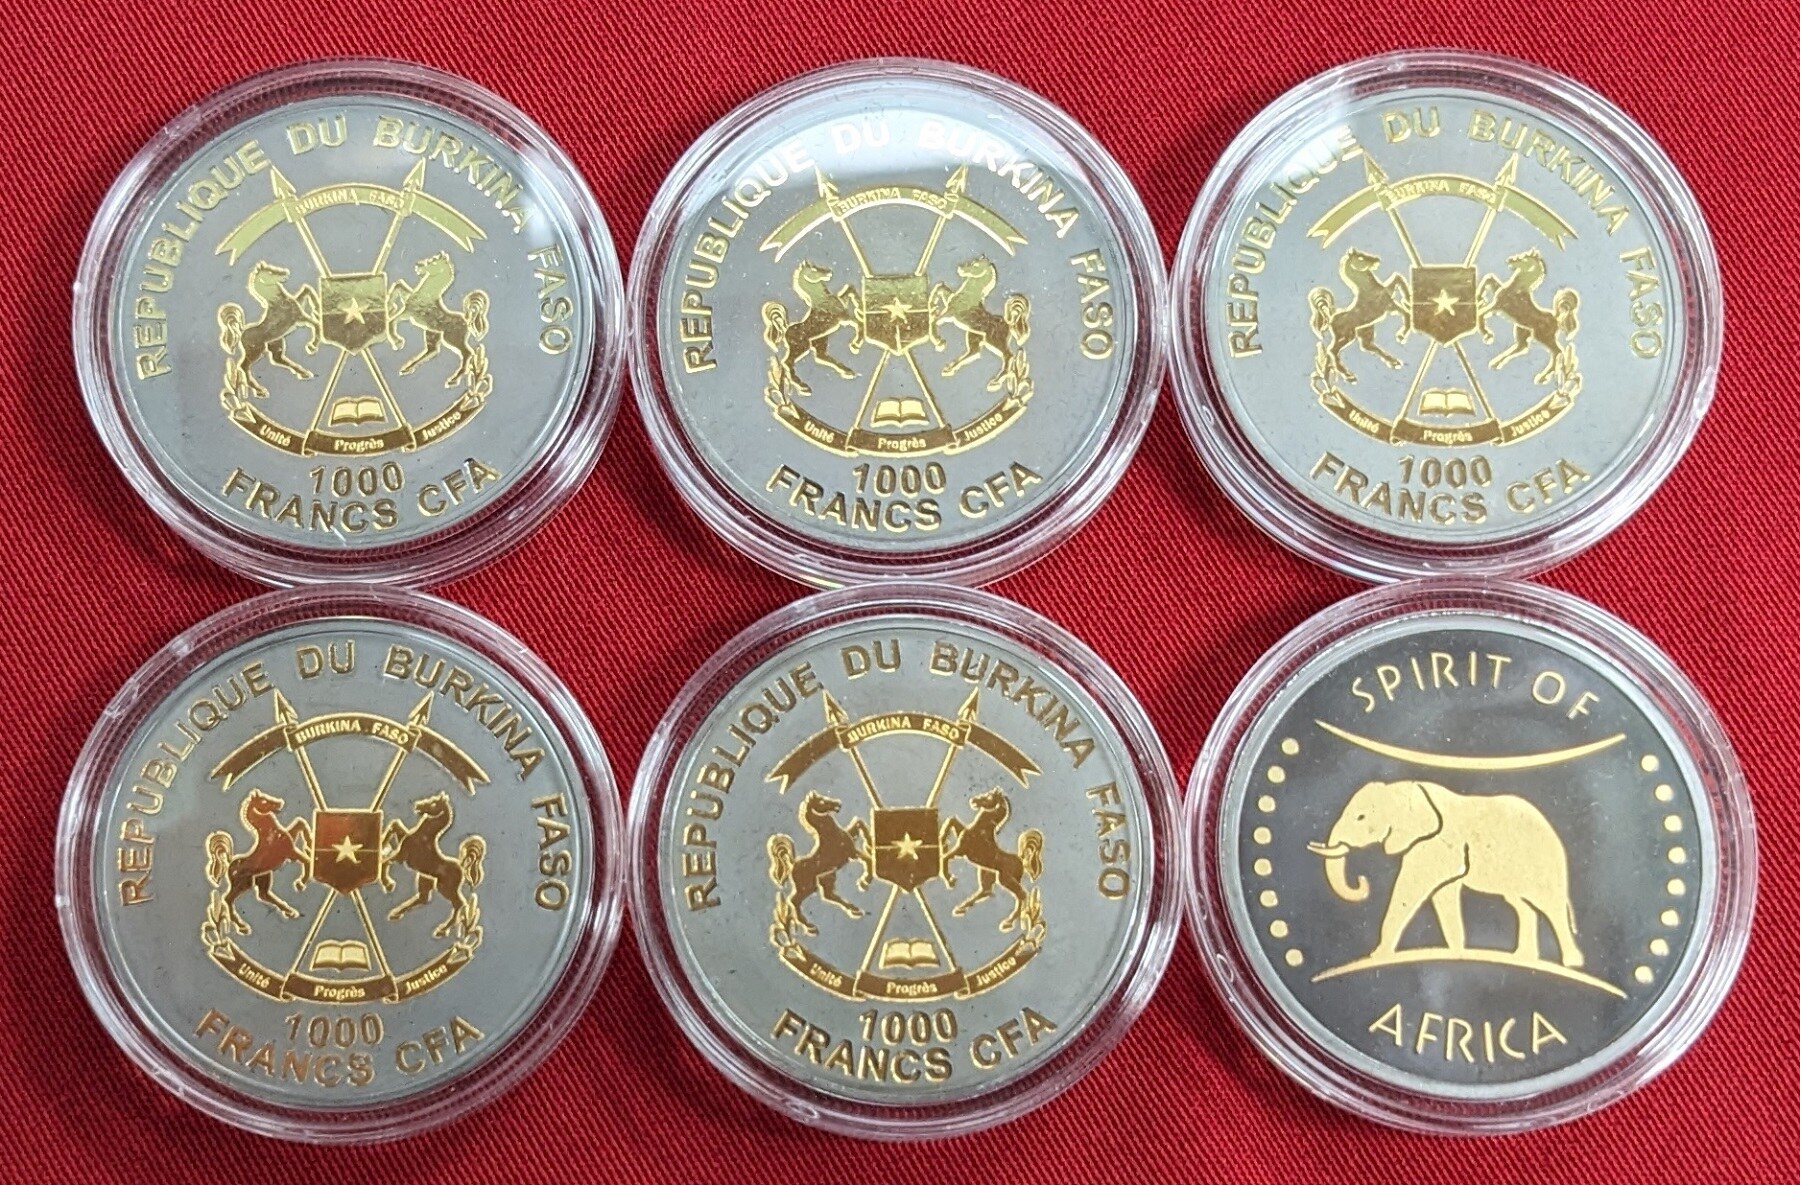 REPUBLIQUE DU BURKINA FASO
BURKINA FASO
Unité Progrès Justice
1000
FRANCS CFA
REPUBLIQUE DU BURKINA FASO
BURKINA FASO
Unité Progrès Justice
1000
FRANCS CFA
REPUBLIQUE DU BURKINA FASO
BURKINA FASO
Unité Progrès Justice
1000
FRANCS CFA
REPUBLIQUE DU BURKINA FASO
BURKINA FASO
Unité Progrès Justice
1000
FRANCS CFA
REPUBLIQUE DU BURKINA FASO
BURKINA FASO
Unité Progrès Justice
1000
FRANCS CFA
SPIRIT OF
AFRICA